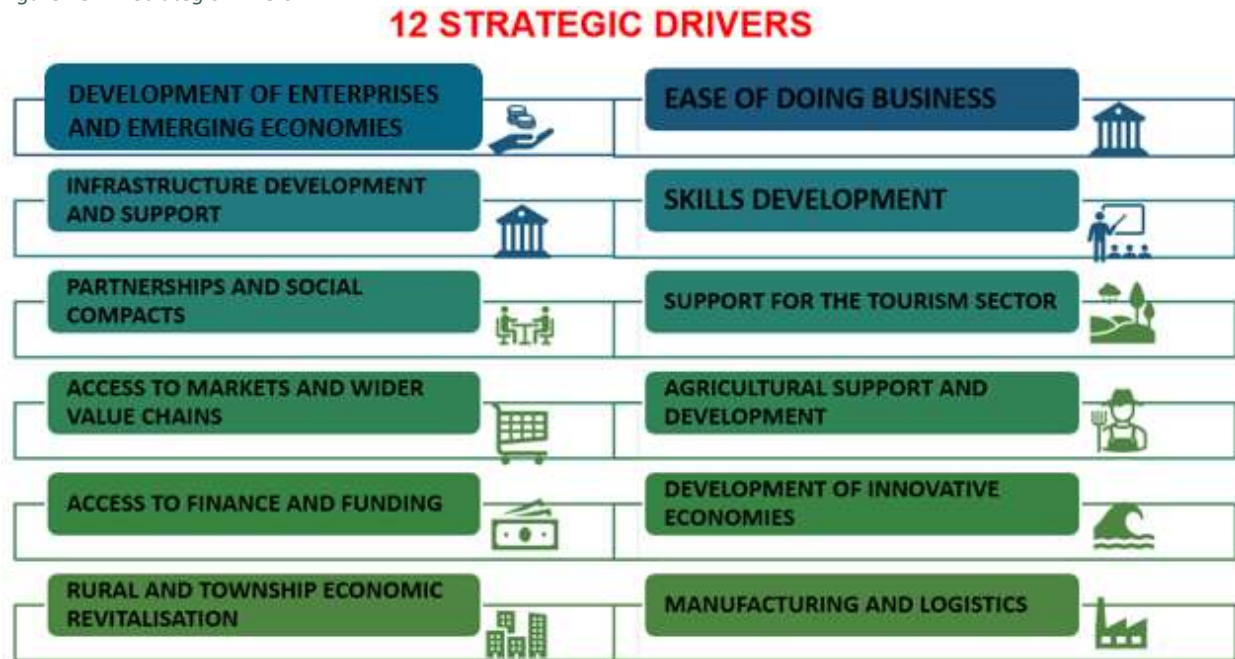 12 STRATEGIC DRIVERS
DEVELOPMENT OF ENTERPRISES
AND EMERGING ECONOMIES
EASE OF DOING BUSINESS
INFRASTRUCTURE DEVELOPMENT
AND SUPPORT
SKILLS DEVELOPMENT
PARTNERSHIPS AND SOCIAL
COMPACTS
SUPPORT FOR THE TOURISM SECTOR
ACCESS TO MARKETS AND WIDER
VALUE CHAINS
AGRICULTURAL SUPPORT AND
DEVELOPMENT
ACCESS TO FINANCE AND FUNDING
DEVELOPMENT OF INNOVATIVE
ECONOMIES
RURAL AND TOWNSHIP ECONOMIC
REVITALISATION
MANUFACTURING AND LOGISTICS